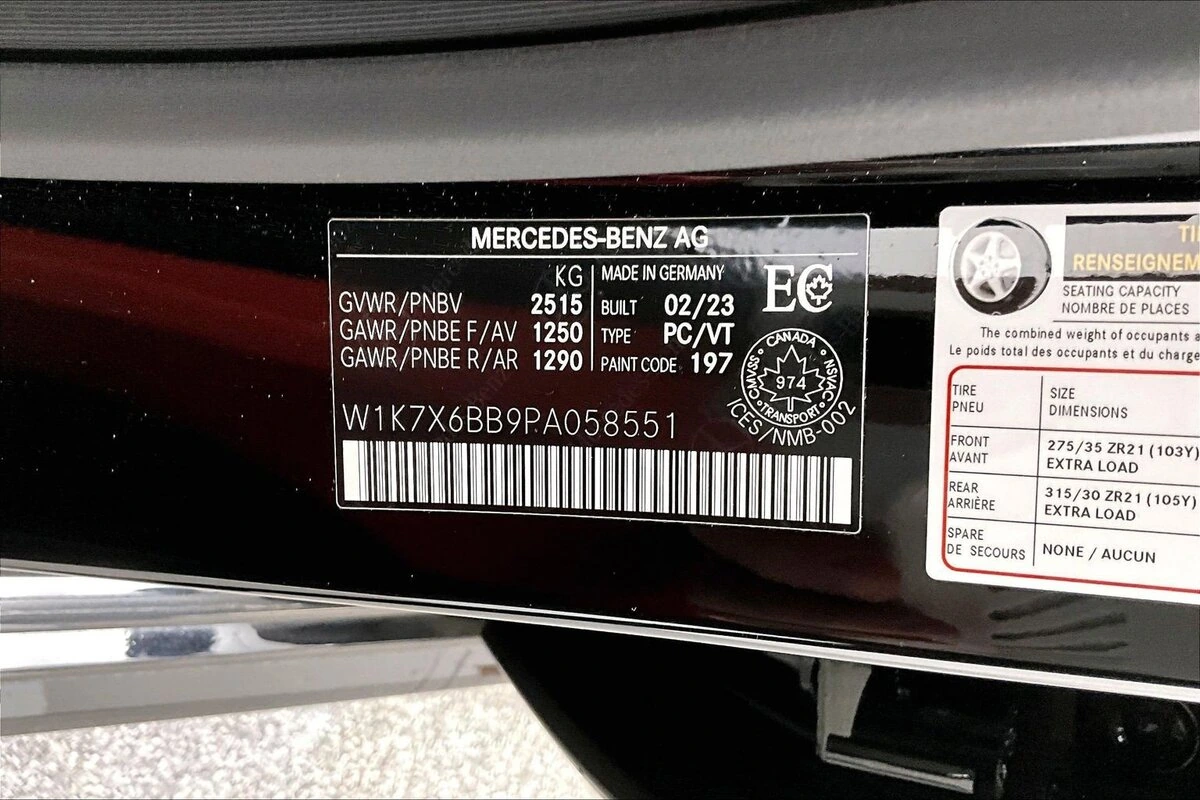 MERCEDES-BENZ AG
KG
GVWR/PNBV 2515
GAWR/PNBE F/AV 1250
GAWR/PNBE R/AR 1290
MADE IN GERMANY
BUILT 02/23
TYPE PC/VT
PAINT CODE 197
EC
CANADA
CMVSS 974 NSVAC
TRANSPORT
ICES/NMB-002
W1K7X6BB9PA058551
RENSEIGNEM
SEATING CAPACITY
NOMBRE DE PLACES
The combined weight of occupants a
Le poids total des occupants et du charge
TIRE SIZE
PNEU DIMENSIONS
FRONT 275/35 ZR21 (103Y)
AVANT EXTRA LOAD
REAR 315/30 ZR21 (105Y)
ARRIÈRE EXTRA LOAD
SPARE NONE / AUCUN
DE SECOURS